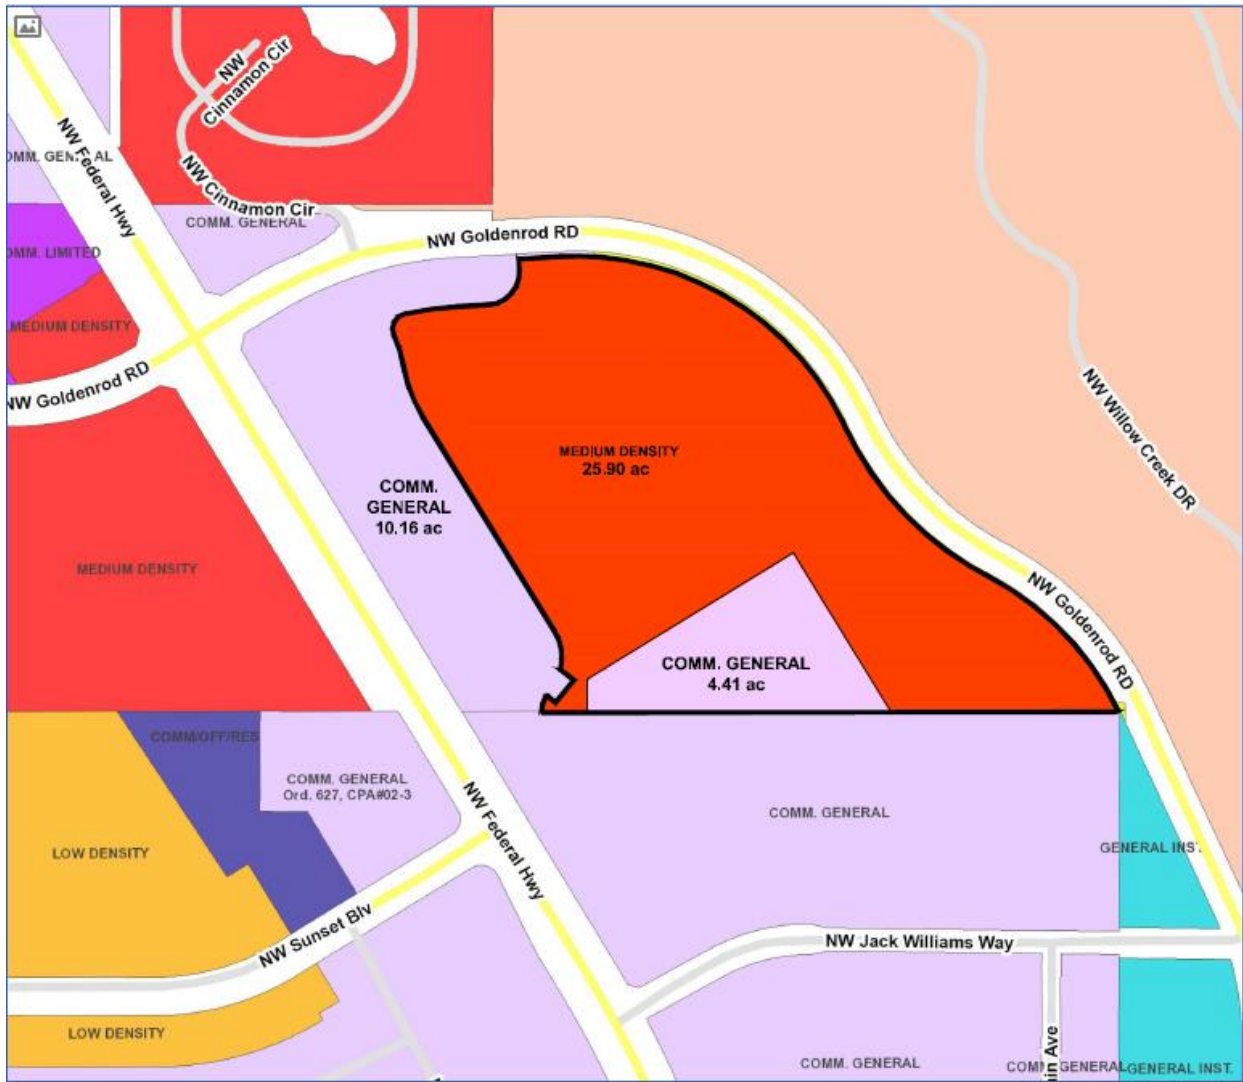 NW
Cinnamon Cir
NW Federal Hwy
NW Cinnamon Cir
COMM. GENERAL
NW Goldenrod RD
MEDIUM DENSITY
NW Goldenrod RD
NW Willow Creek DR
MEDIUM DENSITY
25.90 ac
COMM.
GENERAL
10.16 ac
MEDIUM DENSITY
NW Goldenrod RD
COMM. GENERAL
4.41 ac
COMM/OFF/RES
COMM. GENERAL
Ord. 627, CPA#02-3
NW Federal Hwy
COMM. GENERAL
LOW DENSITY
GENERAL INST.
NW Sunset Blv
NW Jack Williams Way
LOW DENSITY
COMM. GENERAL
GENERAL
GENERAL INST.
Ave